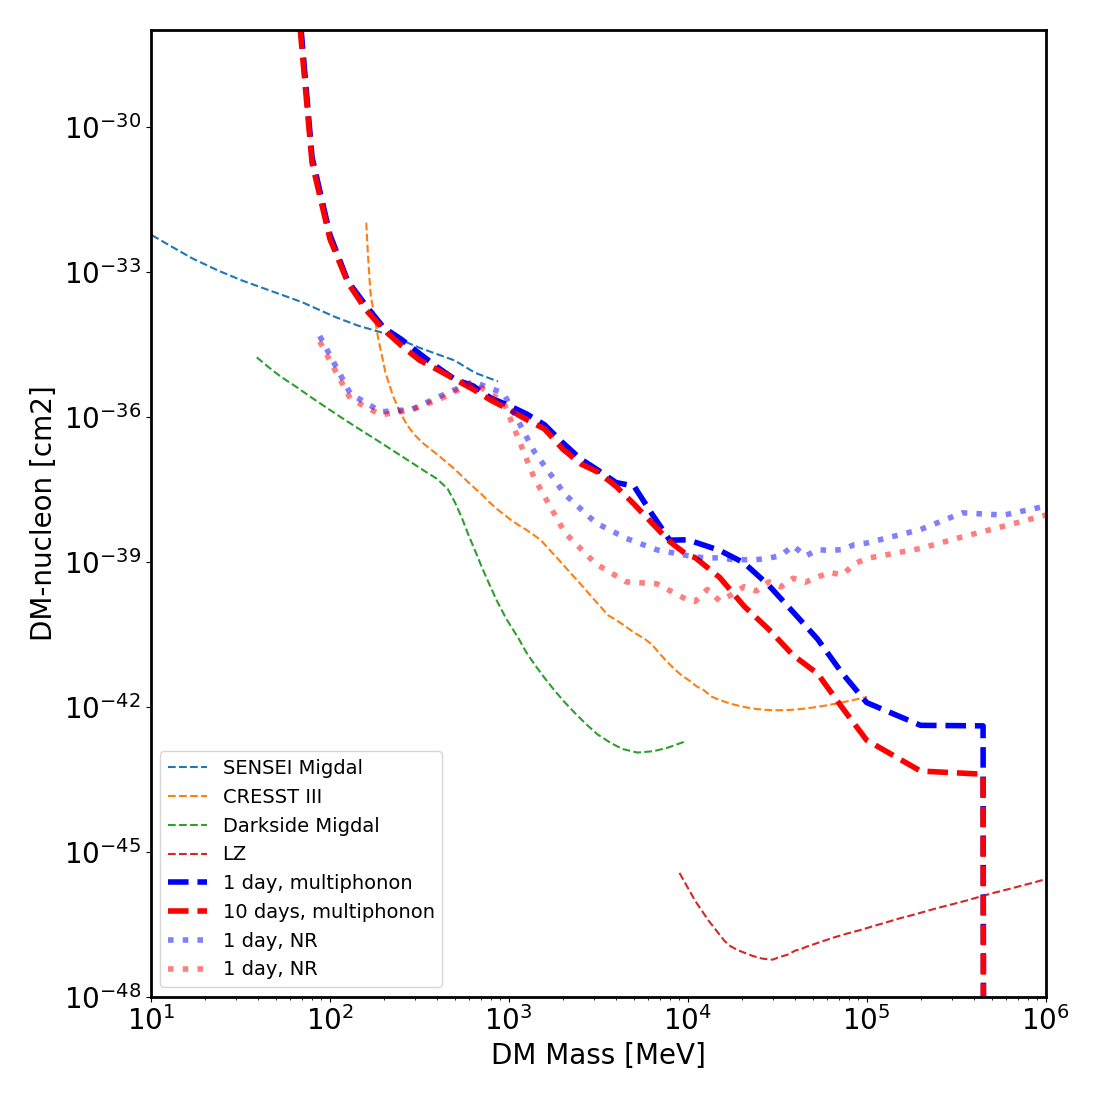 DM-nucleon [cm2]
10⁻³⁰
10⁻³³
10⁻³⁶
10⁻³⁹
10⁻⁴²
10⁻⁴⁵
10⁻⁴⁸
SENSEI Migdal
CRESST III
Darkside Migdal
LZ
1 day, multiphonon
10 days, multiphonon
1 day, NR
1 day, NR
10¹ 10² 10³ 10⁴ 10⁵ 10⁶
DM Mass [MeV]